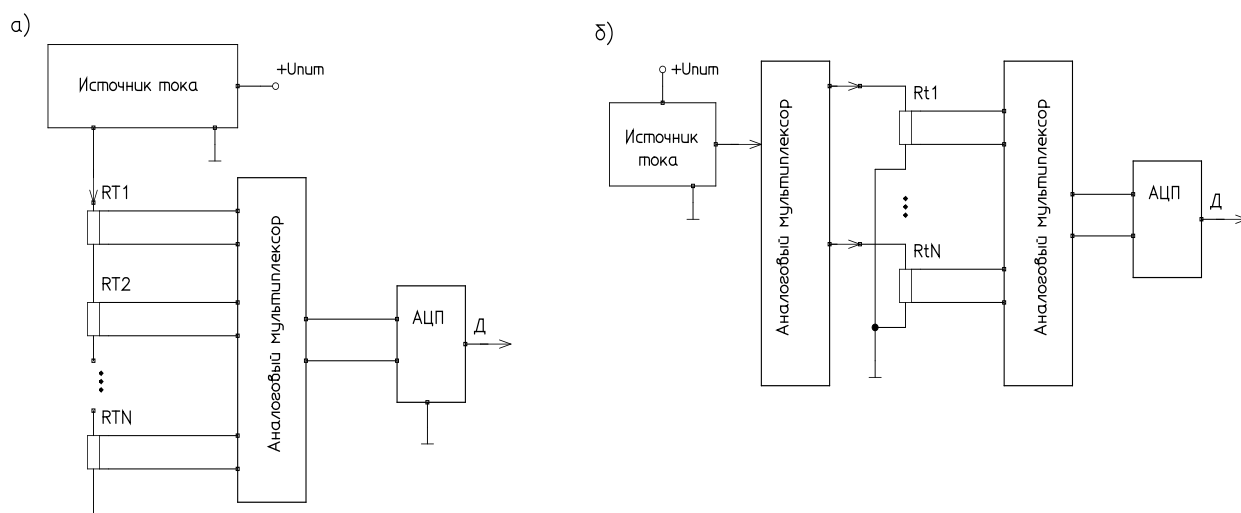 а)
Источник тока
+Uпит
RT1
RT2
RTN
Аналоговый мультиплексор
АЦП
Д
б)
+Uпит
Источник
тока
Аналоговый мультиплексор
Rt1
RtN
Аналоговый мультиплексор
АЦП
Д